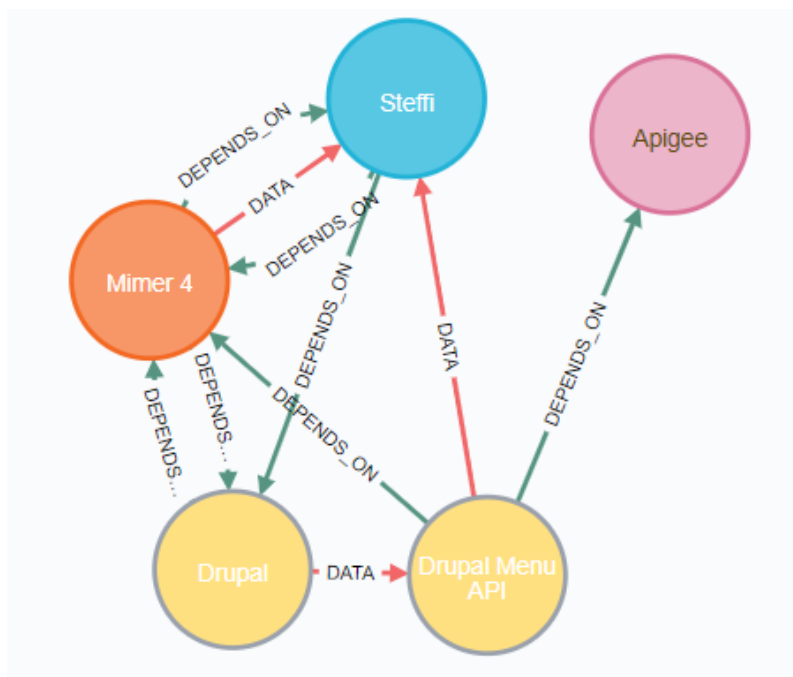 Steffi
Apigee
DEPENDS_ON
DATA
DEPENDS_ON
Mimer 4
DEPENDS_ON
DATA
DEPENDS_ON
DEPENDS...
DEPENDS...
DEPENDS_ON
Drupal
DATA
Drupal Menu
API